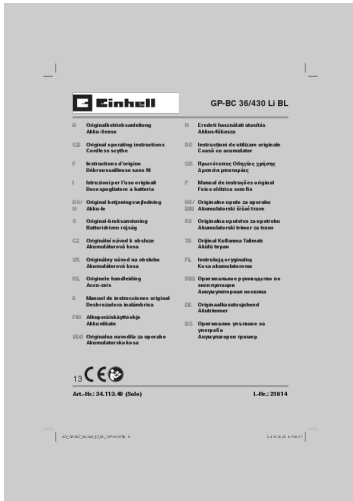 Einhell
GP-BC 36/430 Li BL
D Originalbetriebsanleitung
Akku-Sense
GB Original operating instructions
Cordless scythe
F Instructions d'origine
Débroussailleuse sans fil
I Istruzioni per l'uso originali
Decespugliatore a batteria
DK/
N Original betjeningsvejledning
Akku-le
S Original-bruksanvisning
Batteridriven röjsåg
CZ Originální návod k obsluze
Akumulátorová kosa
SK Originálny návod na obsluhu
Akumulátorová kosa
NL Originele handleiding
Accu-zeis
E Manual de instrucciones original
Desbrozadora inalámbrica
FIN Alkuperäiskäyttöohje
Akkuviikate
SLO Originalna navodila za uporabo
Akumulatorska kosa
H Eredeti használati utasítás
Akkus-fűkasza
RO Instrucţiuni de utilizare originale
Coasă cu acumulator
GR Πρωτότυπες Οδηγίες χρήσης
P Manual de instruções original
Foice elétrica sem fio
HR/
BIH Originalne upute za uporabu
Akumulatorski šišač trave
RS Originalna uputstva za upotrebu
Akumulatorski trimer za travu
TR Orijinal Kullanma Talimatı
Akülü tırpan
PL Instrukcją oryginalną
Kosa akumulatorowa
RUS Оригинальное руководство по
эксплуатации
Аккумуляторная косилка
EE Originaalkasutusjuhend
Akutrimmer
BG Оригинално упътване за
употреба
Акумулаторен тример
13 CE
Art.-Nr.: 34.113.40 (Solo)
I.-Nr.: 21014